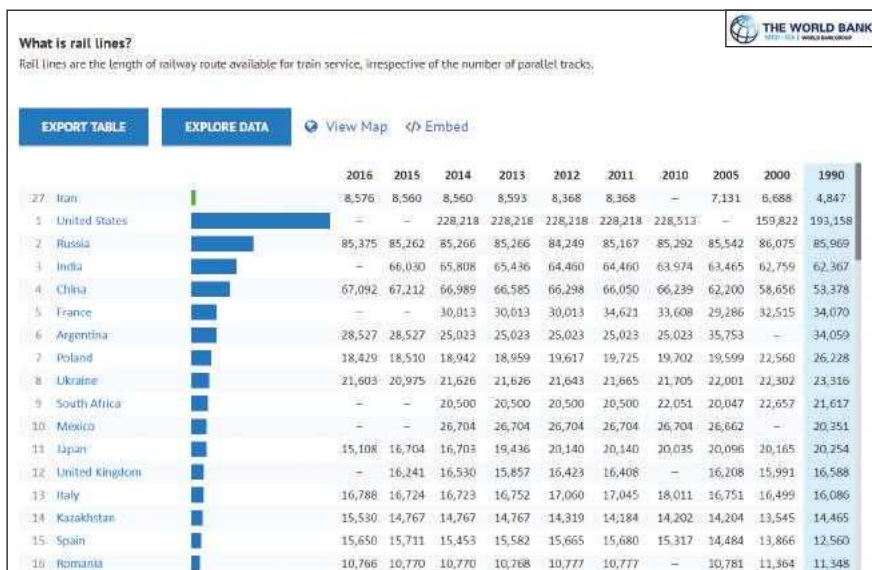 THE WORLD BANK
What is rail lines?
Rail lines are the length of railway route available for train service, irrespective of the number of parallel tracks.
EXPORT TABLE EXPLORE DATA View Map </> Embed
2016 2015 2014 2013 2012 2011 2010 2005 2000 1990
27 Iran 8,576 8,560 8,560 8,593 8,368 8,368 – 7,131 6,688 4,847
1 United States – – 228,218 228,218 228,218 228,218 228,513 – 159,822 193,158
2 Russia 85,375 85,262 85,266 85,266 84,249 85,167 85,292 85,542 86,075 85,969
3 India – 66,030 65,808 65,436 64,460 64,460 63.974 63,465 62,759 62,367
4 China 67,092 67,212 66,989 66,585 66,298 66,050 66,239 62,200 58,656 53,378
5 France – – 30,013 30,013 30,013 34,621 33,608 29,286 32,515 34,070
6 Argentina 28,527 28,527 25,023 25,023 25,023 25,023 25,023 35,753 – 34,059
7 Poland 18,429 18,510 18,942 18,959 19,617 19,725 19,702 19,599 22,560 26,228
8 Ukraine 21,603 20,975 21,626 21,626 21,643 21,665 21,705 22,001 22,302 23,316
9 South Africa – – 20,500 20,500 20,500 20,500 22,051 20,047 22,657 21,617
10 Mexico – – 26,704 26,704 26,704 26,704 26,704 26,662 – 20,351
11 Japan 15,108 16,704 16,703 19,436 20,140 20,140 20,035 20,096 20,165 20,254
12 United Kingdom – 16,241 16,530 15,857 16,423 16,408 – 16,208 15,991 16,588
13 Italy 16,788 16,724 16,723 16,752 17,060 17,045 18,011 16,751 16,499 16,086
14 Kazakhstan 15,530 14,767 14,767 14,767 14,319 14,184 14,202 14,204 13,545 14,465
15 Spain 15,650 15,711 15,453 15,582 15,665 15,680 15,317 14,484 13,866 12,560
16 Romania 10,766 10,770 10,770 10,768 10,777 10,777 – 10,781 11,364 11,348